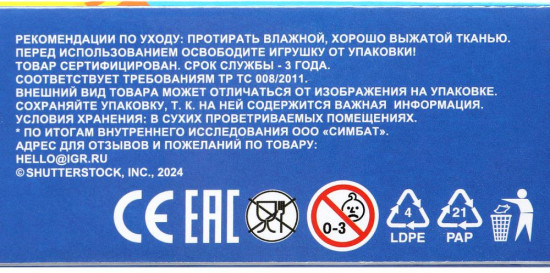 РЕКОМЕНДАЦИИ ПО УХОДУ: ПРОТИРАТЬ ВЛАЖНОЙ, ХОРОШО ВЫЖАТОЙ ТКАНЬЮ.
ПЕРЕД ИСПОЛЬЗОВАНИЕМ ОСВОБОДИТЕ ИГРУШКУ ОТ УПАКОВКИ!
ТОВАР СЕРТИФИЦИРОВАН. СРОК СЛУЖБЫ - 3 ГОДА.
СООТВЕТСТВУЕТ ТРЕБОВАНИЯМ ТР ТС 008/2011.
ВНЕШНИЙ ВИД ТОВАРА МОЖЕТ ОТЛИЧАТЬСЯ ОТ ИЗОБРАЖЕНИЯ НА УПАКОВКЕ.
СОХРАНЯЙТЕ УПАКОВКУ, Т. К. НА НЕЙ СОДЕРЖИТСЯ ВАЖНАЯ ИНФОРМАЦИЯ.
УСЛОВИЯ ХРАНЕНИЯ: В СУХИХ ПРОВЕТРИВАЕМЫХ ПОМЕЩЕНИЯХ.
* ПО ИТОГАМ ВНУТРЕННЕГО ИССЛЕДОВАНИЯ ООО «СИМБАТ».
АДРЕС ДЛЯ ОТЗЫВОВ И ПОЖЕЛАНИЙ ПО ТОВАРУ:
HELLO@IGR.RU
©SHUTTERSTOCK, INC., 2024
CE EAC 0-3 4 LDPE 21 PAP